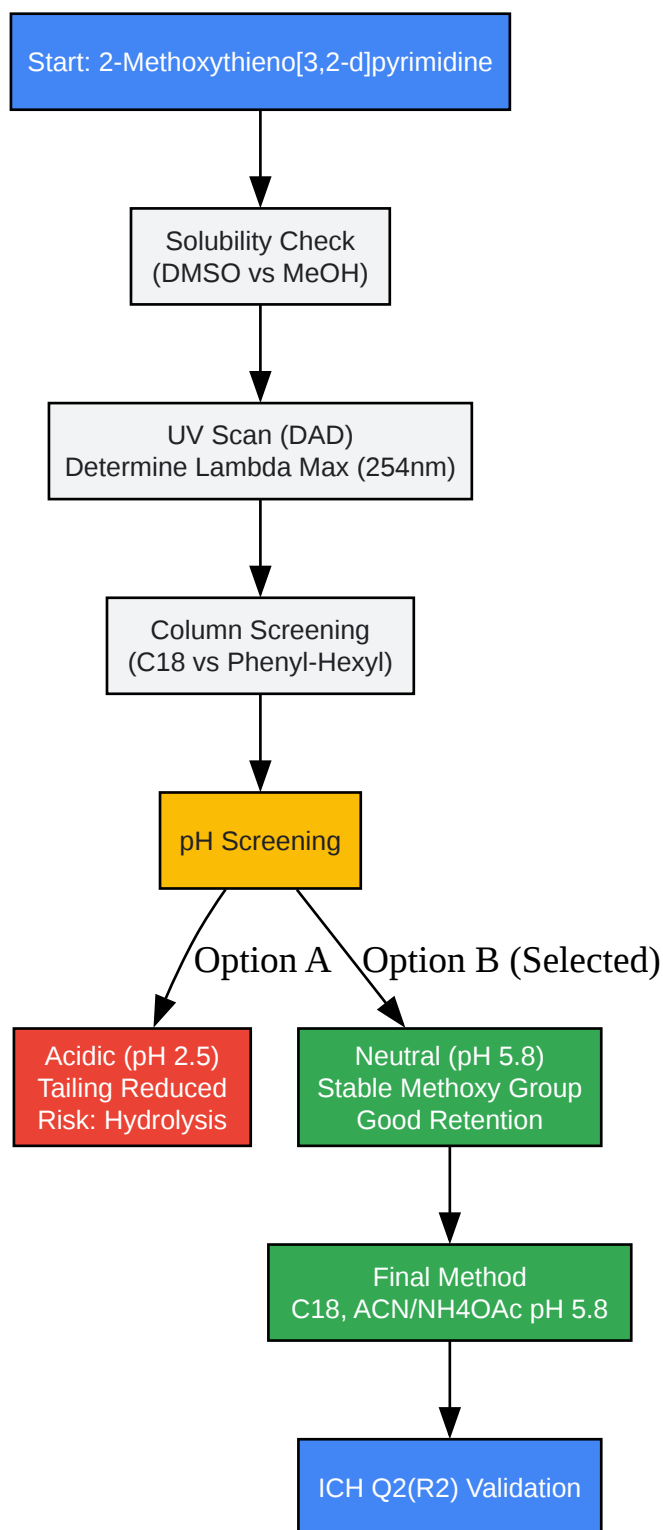 Start: 2-Methoxythieno[3,2-d]pyrimidine
Solubility Check
(DMSO vs MeOH)
UV Scan (DAD)
Determine Lambda Max (254nm)
Column Screening
(C18 vs Phenyl-Hexyl)
pH Screening
Option A
Option B (Selected)
Acidic (pH 2.5)
Tailing Reduced
Risk: Hydrolysis
Neutral (pH 5.8)
Stable Methoxy Group
Good Retention
Final Method
C18, ACN/NH4OAc pH 5.8
ICH Q2(R2) Validation